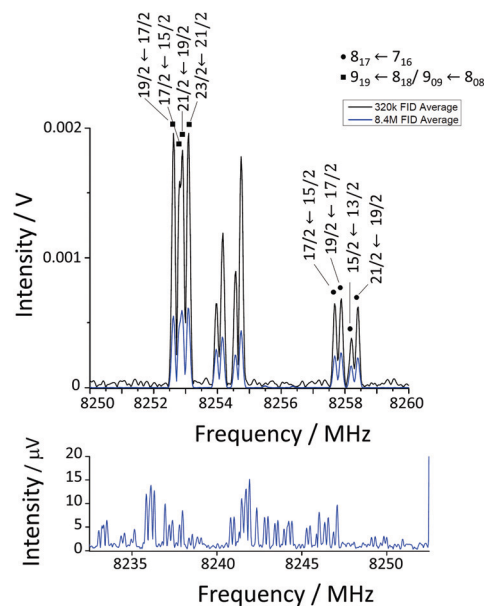 19/2 ← 17/2
17/2 ← 15/2
21/2 ← 19/2
23/2 ← 21/2
● 8₁₇ ← 7₁₆
■ 9₁₉ ← 8₁₈/ 9₀₉ ← 8₀₈
320k FID Average
8.4M FID Average
0.002
0.001
0
Intensity / V
17/2 ← 15/2
19/2 ← 17/2
15/2 ← 13/2
21/2 ← 19/2
8250 8252 8254 8256 8258 8260
Frequency / MHz
20
15
10
5
0
Intensity / μV
8235 8240 8245 8250
Frequency / MHz